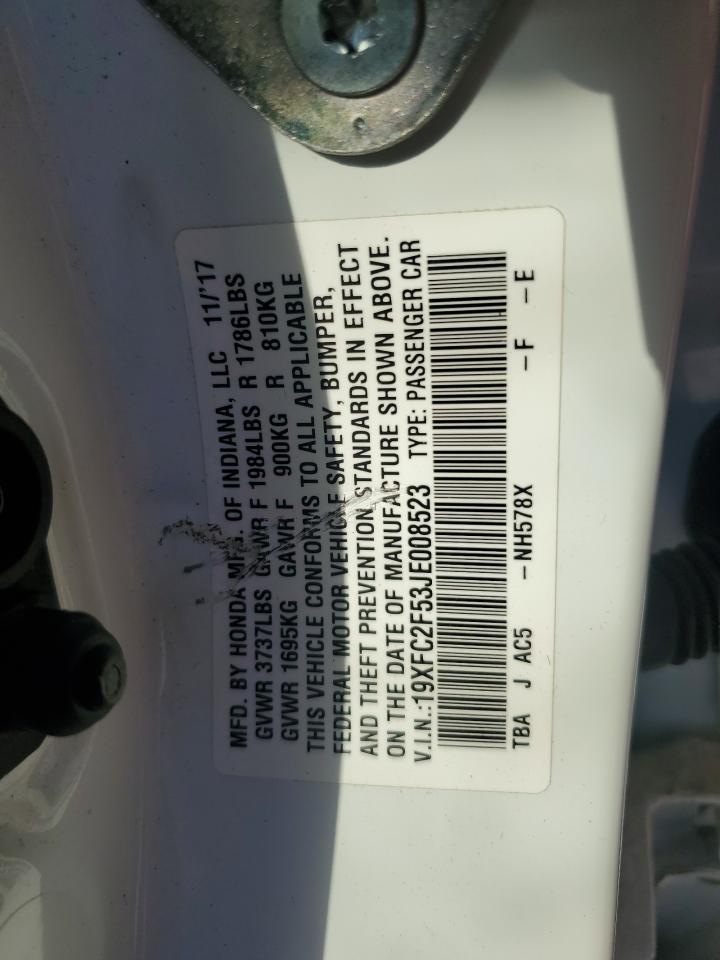 MFD. BY HONDA MFG. OF INDIANA, LLC 11/'17
GVWR 3737LBS GAWR F 1984LBS R 1786LBS
GVWR 1695KG GAWR F 900KG R 810KG
THIS VEHICLE CONFORMS TO ALL APPLICABLE
FEDERAL MOTOR VEHICLE SAFETY, BUMPER,
AND THEFT PREVENTION STANDARDS IN EFFECT
ON THE DATE OF MANUFACTURE SHOWN ABOVE.
V.I.N.:19XFC2F53JE008523 TYPE: PASSENGER CAR
TBA J AC5 -NH578X -F -E